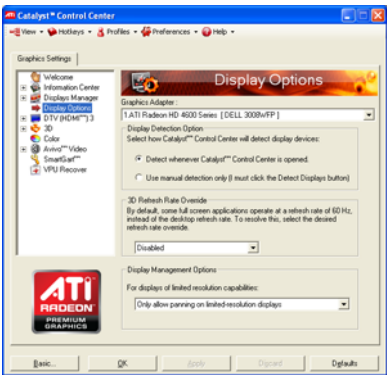 Catalyst™ Control Center
View Hotkeys Profiles Preferences Help
Graphics Settings
Welcome
Information Center
Displays Manager
Display Options
DTV (HDMI™) 3
3D
Color
Avivo™ Video
SmartGart™
VPU Recover
Display Options
Graphics Adapter :
1.ATI Radeon HD 4600 Series [ DELL 3008WFP ]
Display Detection Option
Select how Catalyst™ Control Center will detect display devices:
Detect whenever Catalyst™ Control Center is opened.
Use manual detection only (I must click the Detect Displays button)
3D Refresh Rate Override
By default, some full screen applications operate at a refresh rate of 60 Hz,
instead of the desktop refresh rate. To resolve this, select the desired
refresh rate override.
Disabled
Display Management Options
For displays of limited resolution capabilities:
Only allow panning on limited-resolution displays
ATI
RADEON
PREMIUM
GRAPHICS
Basic...
OK
Apply
Discard
Defaults